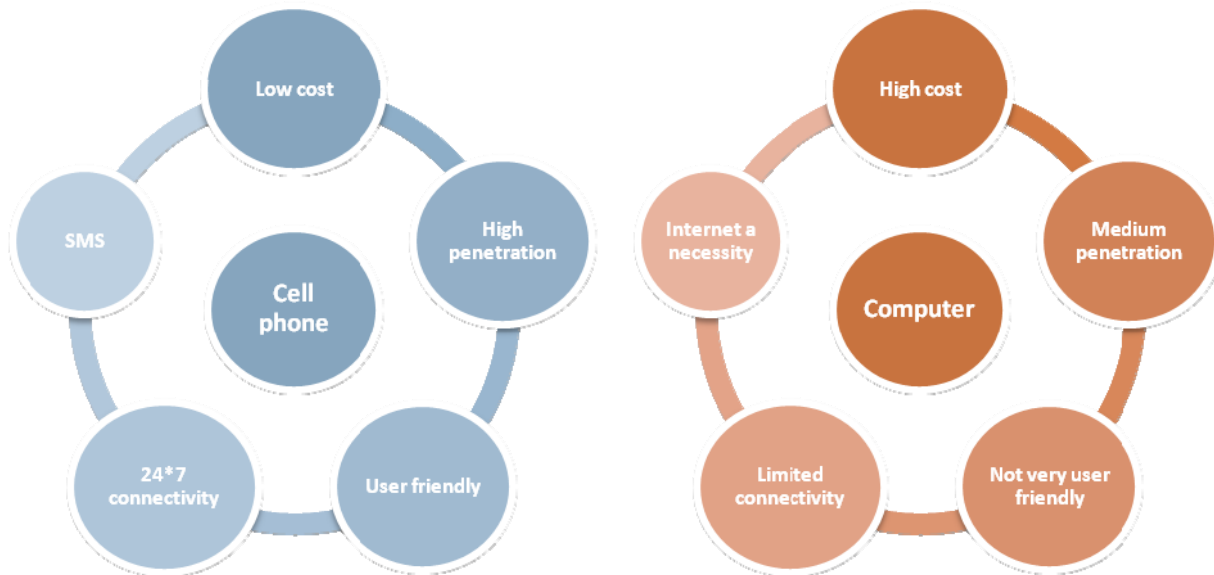 Low cost
High
penetration
User friendly
24*7
connectivity
SMS
Cell
phone
High cost
Medium
penetration
Not very user
friendly
Limited
connectivity
Internet a
necessity
Computer